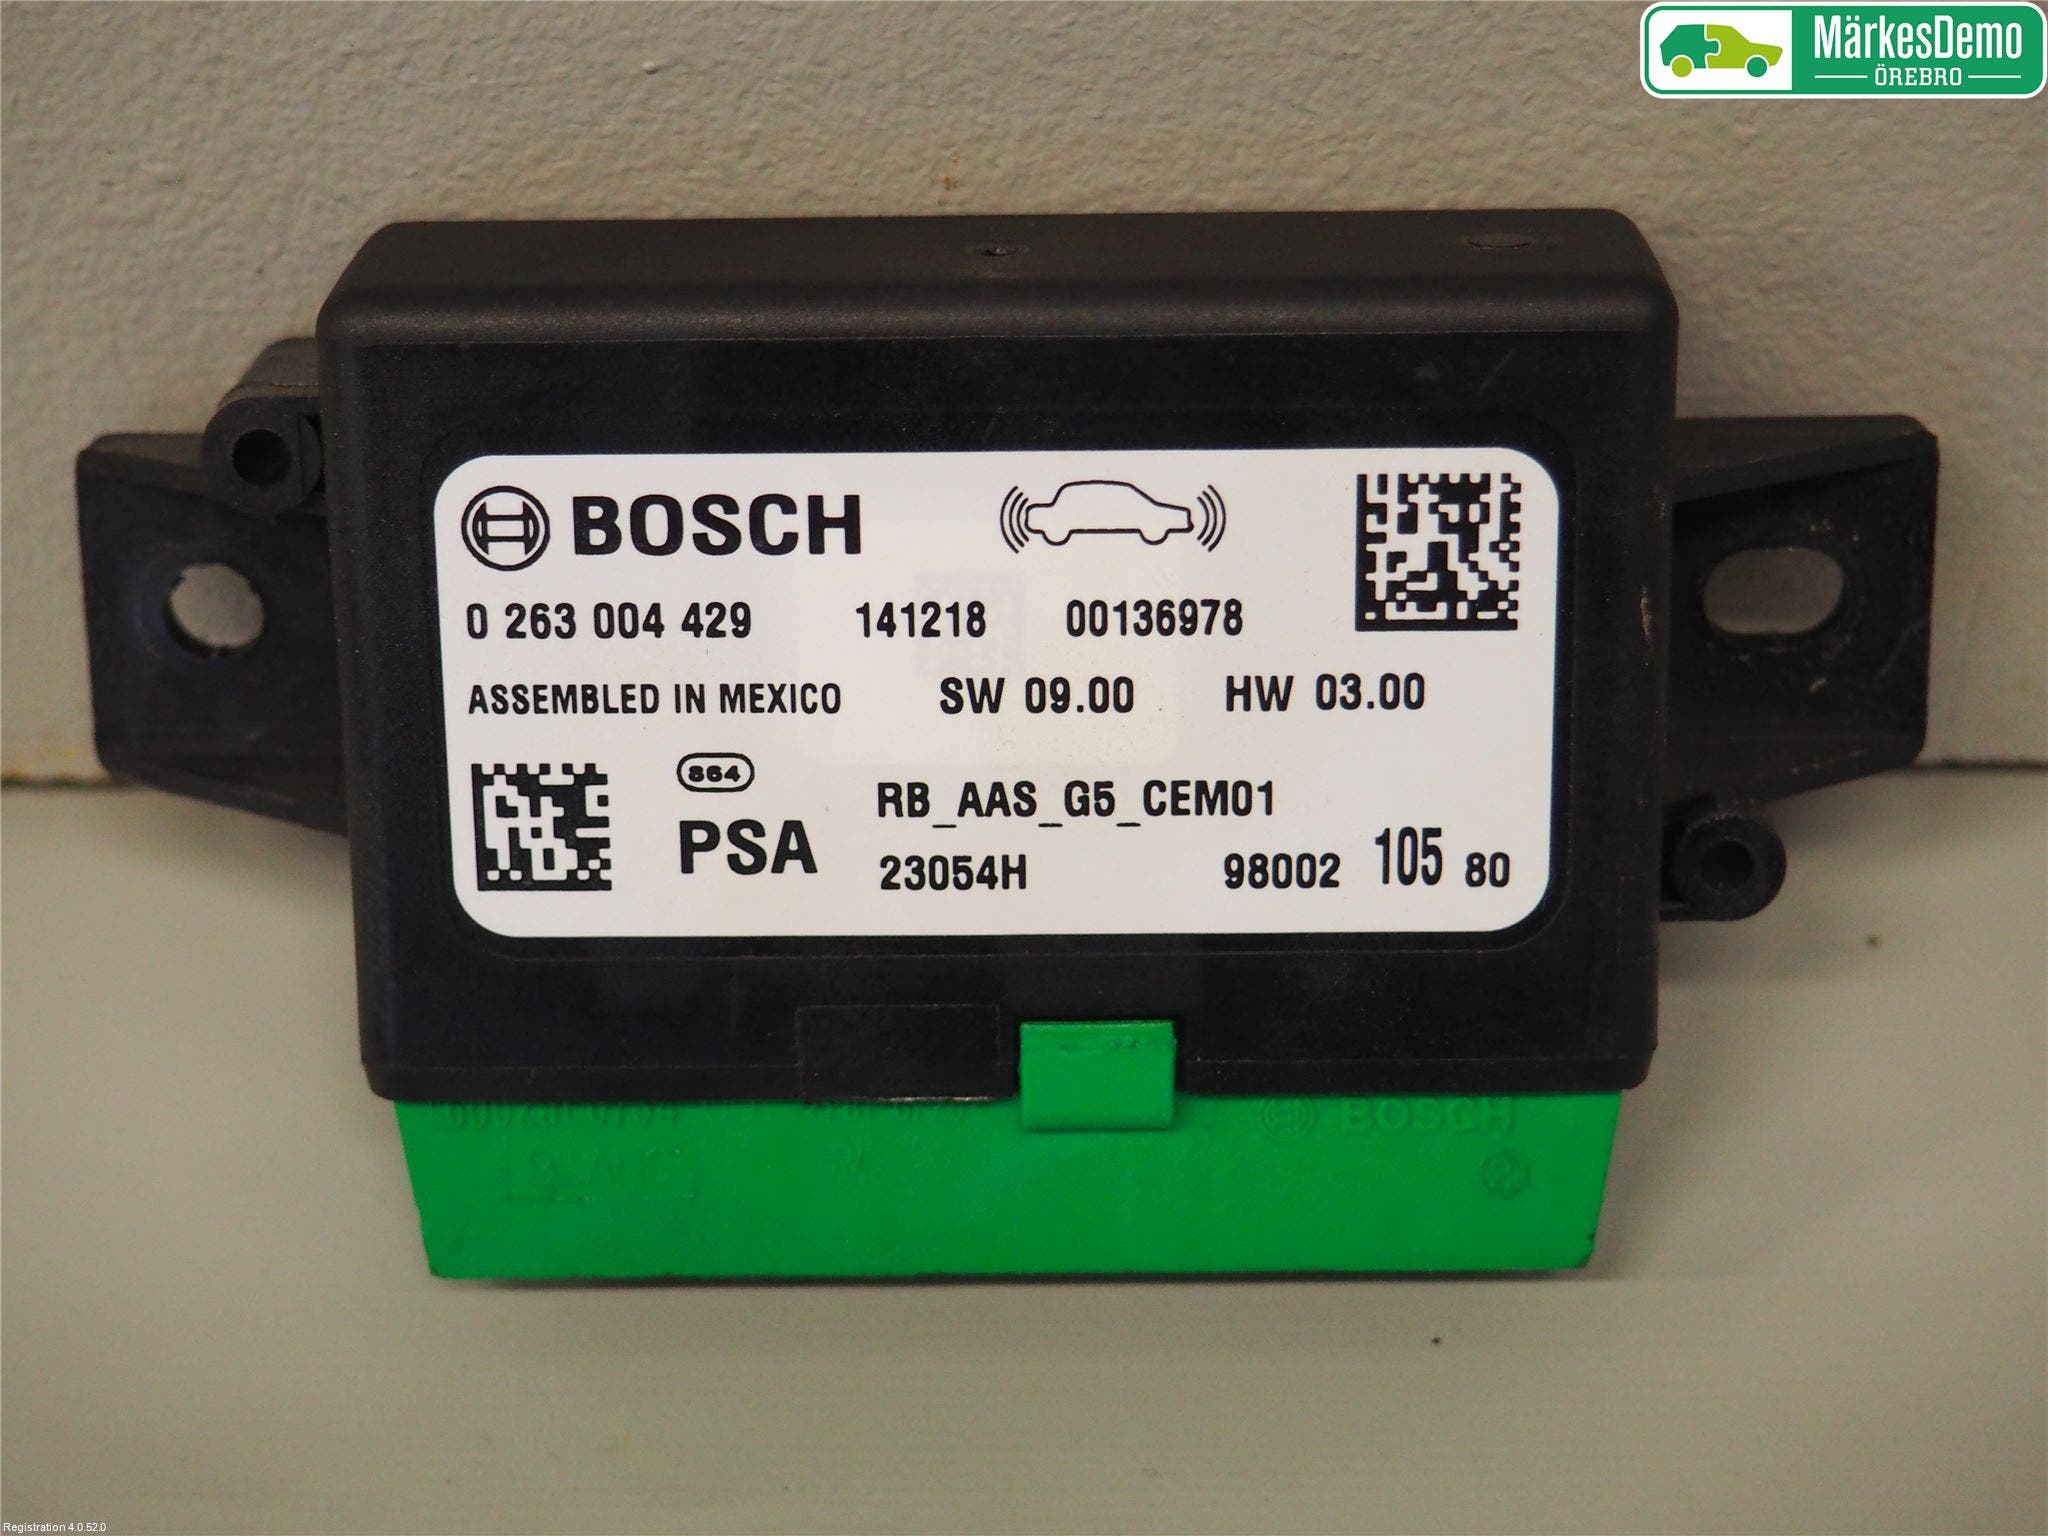 MärkesDemo
ÖREBRO
BOSCH
0 263 004 429 141218 00136978
ASSEMBLED IN MEXICO SW 09.00 HW 03.00
864
PSA
RB_AAS_G5_CEM01
23054H 98002 105 80
BOSCH
Registration 4.0.52.0